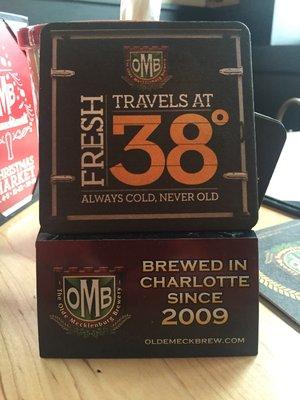 OMB
FRESH
TRAVELS AT
38°
ALWAYS COLD, NEVER OLD
OMB
The Olde Mecklenburg Brewery
BREWED IN
CHARLOTTE
SINCE
2009
OLDEMECKBREW.COM
OMB
CHRISTMAS
MARKET